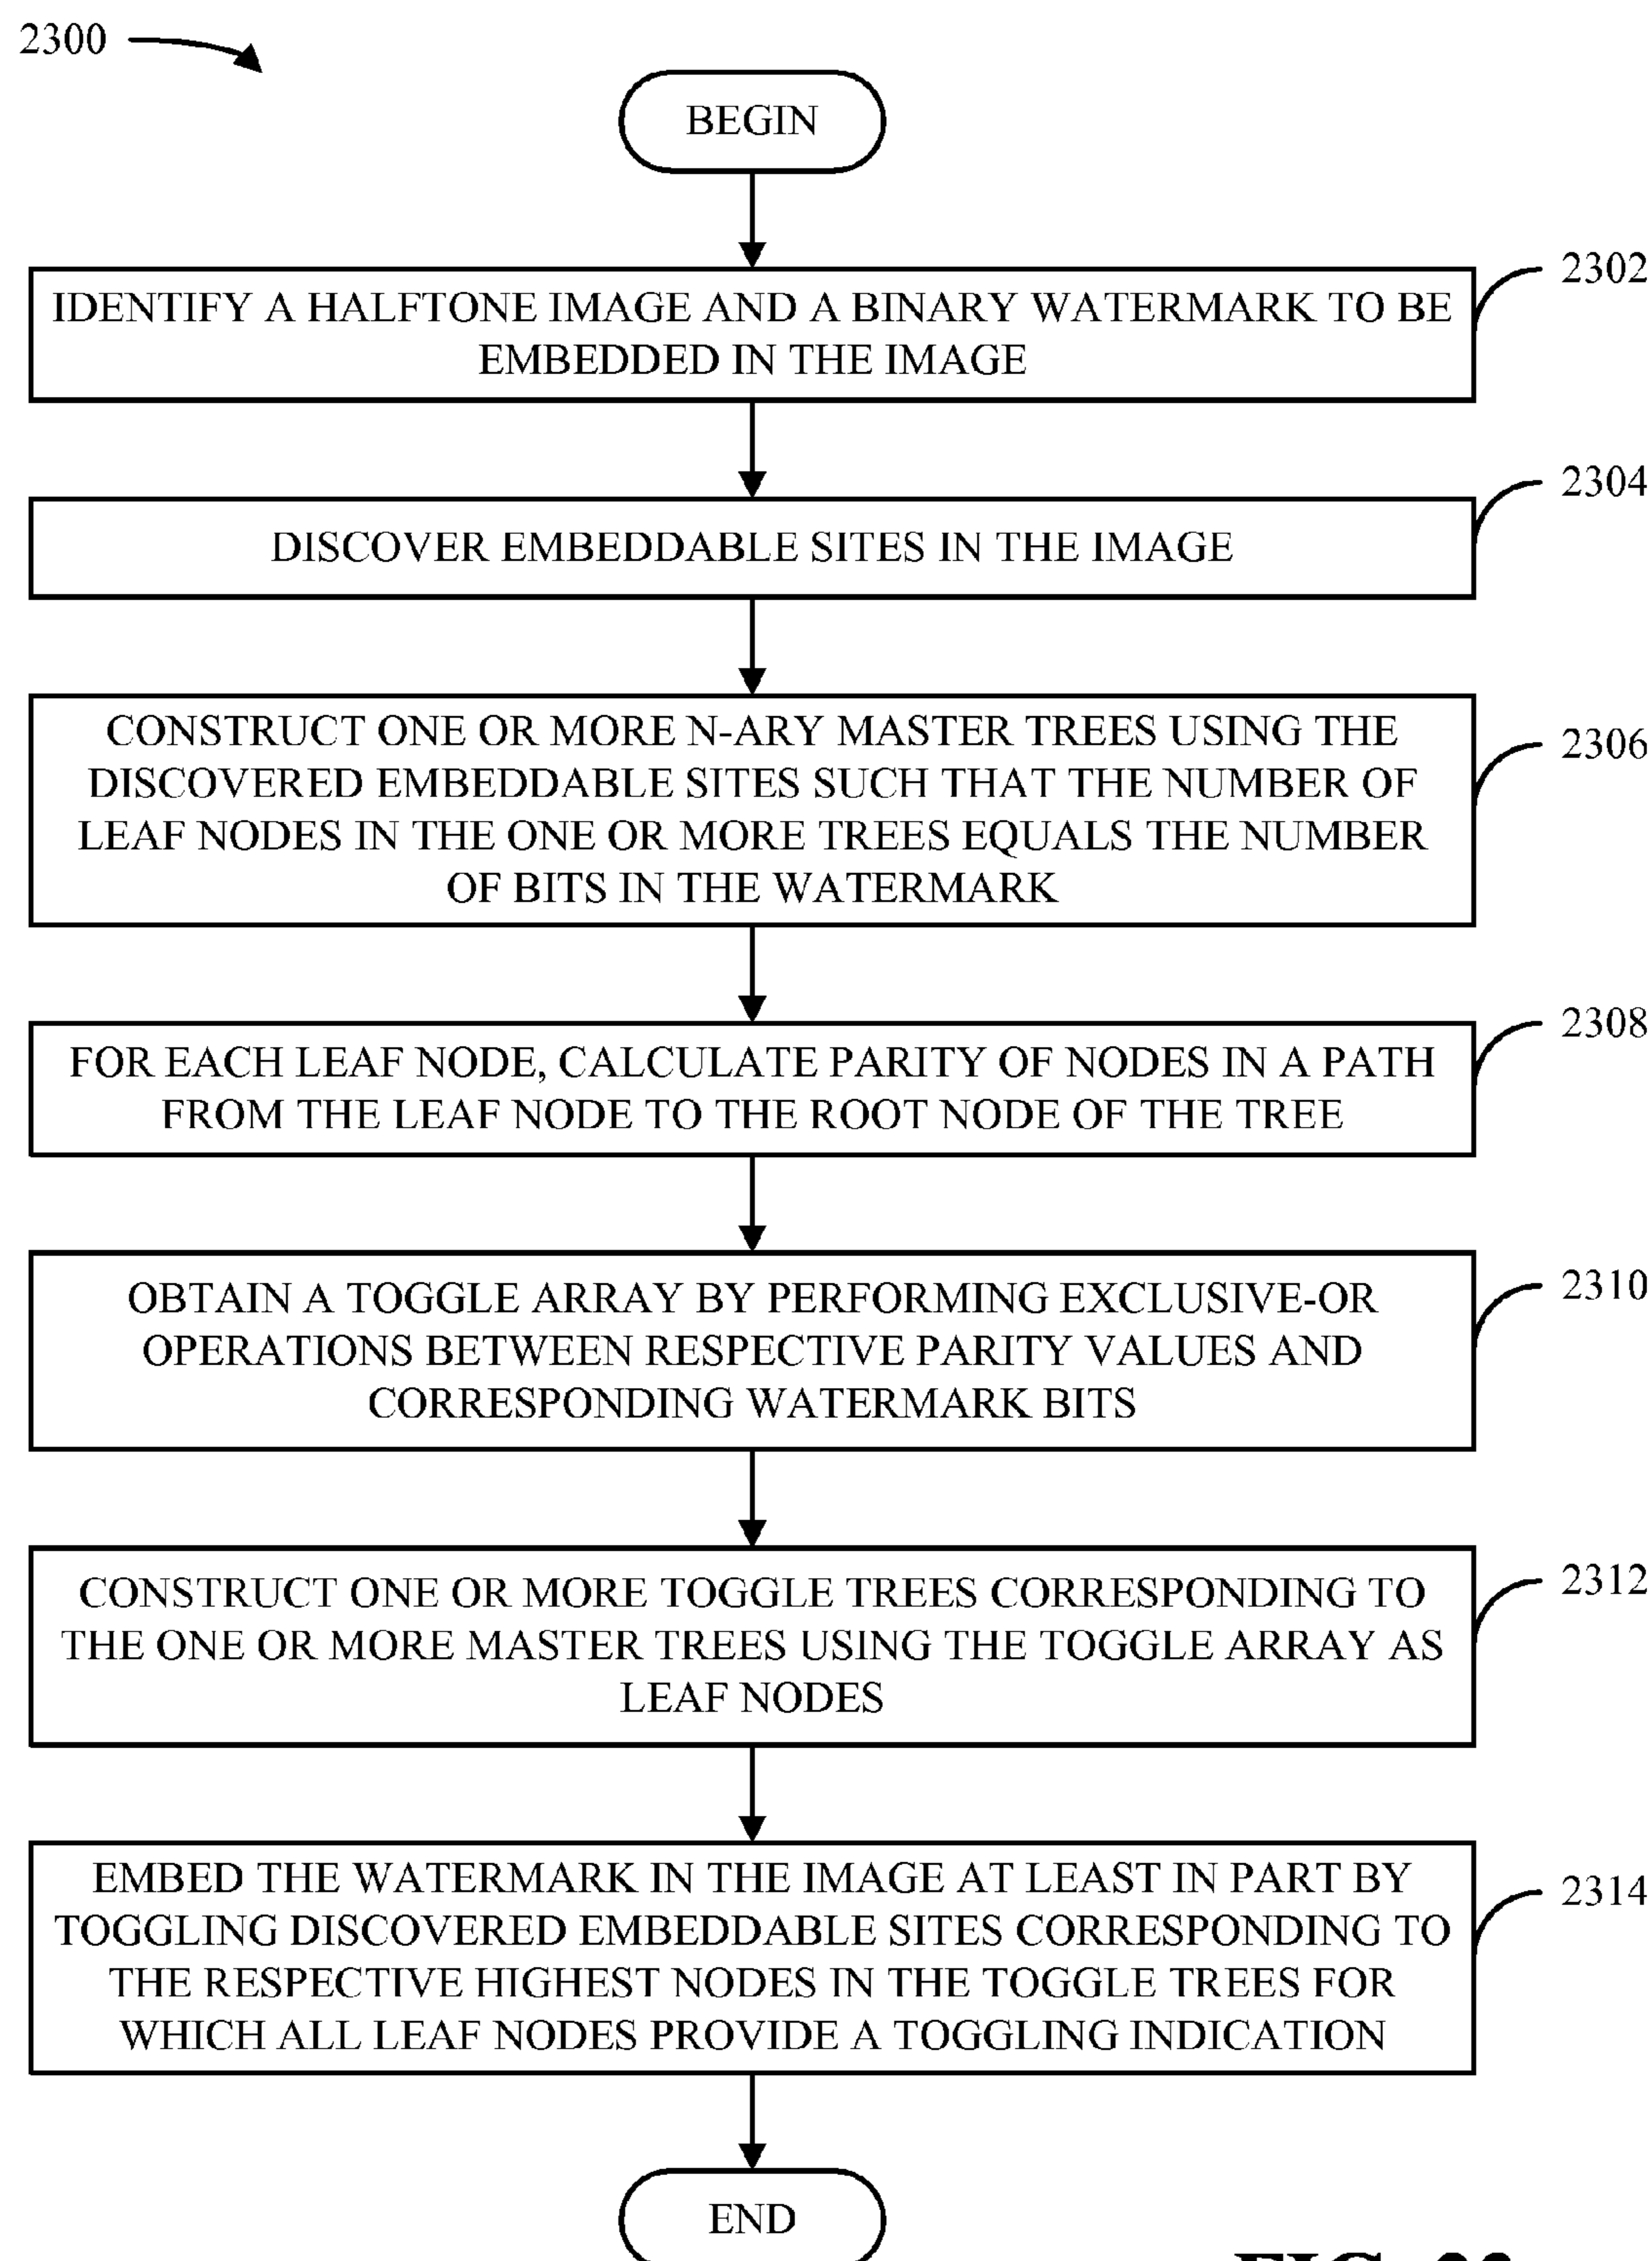 2300
BEGIN
IDENTIFY A HALFTONE IMAGE AND A BINARY WATERMARK TO BE
EMBEDDED IN THE IMAGE
2302
DISCOVER EMBEDDABLE SITES IN THE IMAGE
2304
CONSTRUCT ONE OR MORE N-ARY MASTER TREES USING THE
DISCOVERED EMBEDDABLE SITES SUCH THAT THE NUMBER OF
LEAF NODES IN THE ONE OR MORE TREES EQUALS THE NUMBER
OF BITS IN THE WATERMARK
2306
FOR EACH LEAF NODE, CALCULATE PARITY OF NODES IN A PATH
FROM THE LEAF NODE TO THE ROOT NODE OF THE TREE
2308
OBTAIN A TOGGLE ARRAY BY PERFORMING EXCLUSIVE-OR
OPERATIONS BETWEEN RESPECTIVE PARITY VALUES AND
CORRESPONDING WATERMARK BITS
2310
CONSTRUCT ONE OR MORE TOGGLE TREES CORRESPONDING TO
THE ONE OR MORE MASTER TREES USING THE TOGGLE ARRAY AS
LEAF NODES
2312
EMBED THE WATERMARK IN THE IMAGE AT LEAST IN PART BY
TOGGLING DISCOVERED EMBEDDABLE SITES CORRESPONDING TO
THE RESPECTIVE HIGHEST NODES IN THE TOGGLE TREES FOR
WHICH ALL LEAF NODES PROVIDE A TOGGLING INDICATION
2314
END